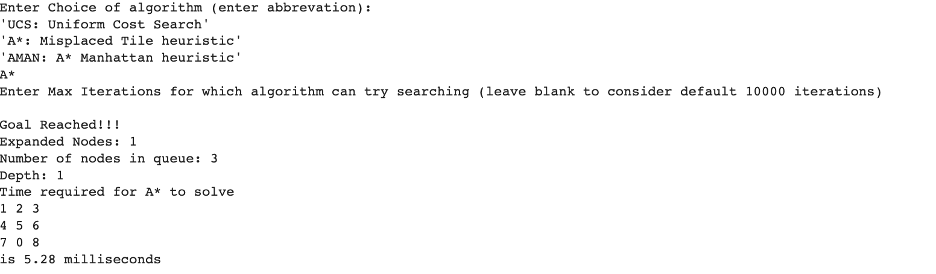 Enter Choice of algorithm (enter abbrevation):
'UCS: Uniform Cost Search'
'A*: Misplaced Tile heuristic'
'AMAN: A* Manhattan heuristic'
A*
Enter Max Iterations for which algorithm can try searching (leave blank to consider default 10000 iterations)
Goal Reached!!!
Expanded Nodes: 1
Number of nodes in queue: 3
Depth: 1
Time required for A* to solve
1 2 3
4 5 6
7 0 8
is 5.28 milliseconds